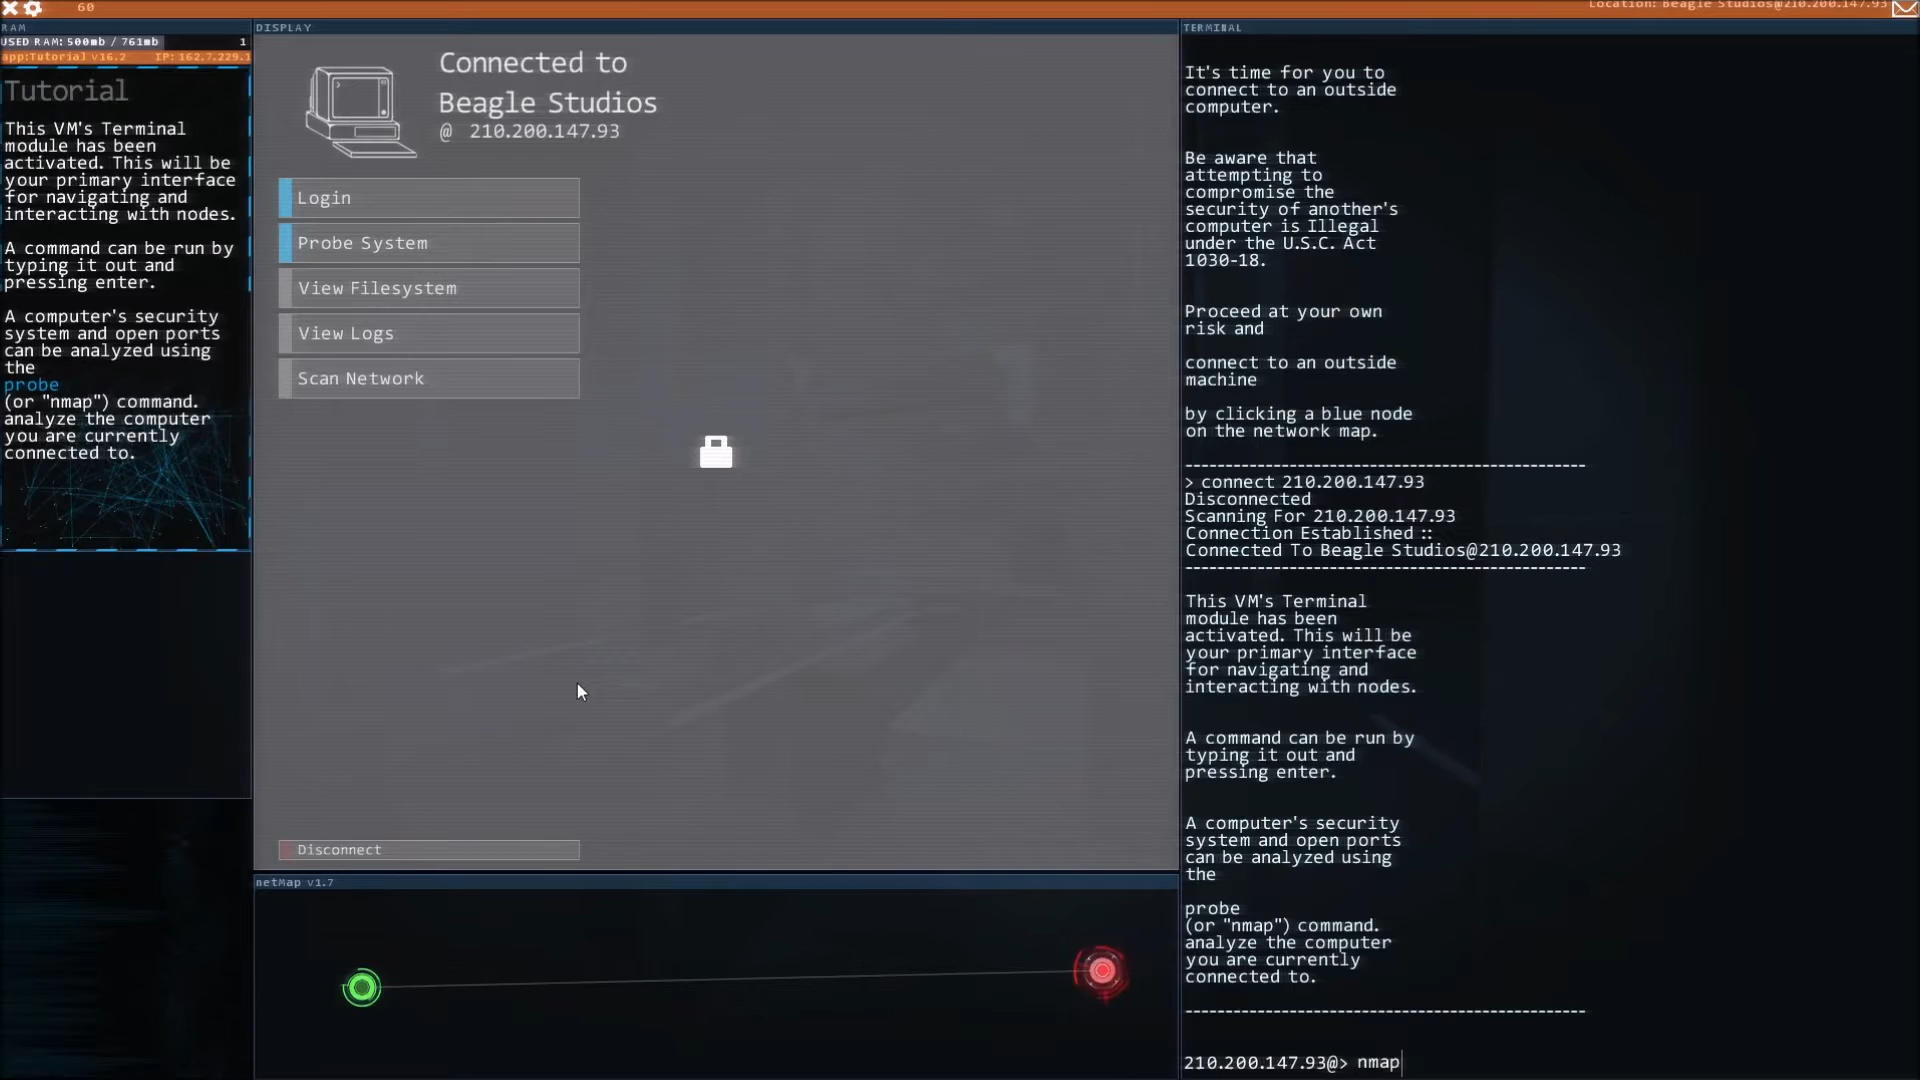 60
Location: Beagle Studios@210.200.147.93
RAM
USED RAM: 500mb / 761mb 1
app:Tutorial v16.2 IP: 162.7.229.1
Tutorial
This VM's Terminal
module has been
activated. This will be
your primary interface
for navigating and
interacting with nodes.
A command can be run by
typing it out and
pressing enter.
A computer's security
system and open ports
can be analyzed using
the
probe
(or "nmap") command.
analyze the computer
you are currently
connected to.
DISPLAY
Connected to
Beagle Studios
@ 210.200.147.93
Login
Probe System
View Filesystem
View Logs
Scan Network
Disconnect
netMap v1.7
TERMINAL
It's time for you to
connect to an outside
computer.
Be aware that
attempting to
compromise the
security of another's
computer is Illegal
under the U.S.C. Act
1030-18.
Proceed at your own
risk and
connect to an outside
machine
by clicking a blue node
on the network map.
--------------------------------------------------
> connect 210.200.147.93
Disconnected
Scanning For 210.200.147.93
Connection Established ::
Connected To Beagle Studios@210.200.147.93
--------------------------------------------------
This VM's Terminal
module has been
activated. This will be
your primary interface
for navigating and
interacting with nodes.
A command can be run by
typing it out and
pressing enter.
A computer's security
system and open ports
can be analyzed using
the
probe
(or "nmap") command.
analyze the computer
you are currently
connected to.
--------------------------------------------------
210.200.147.93@> nmap